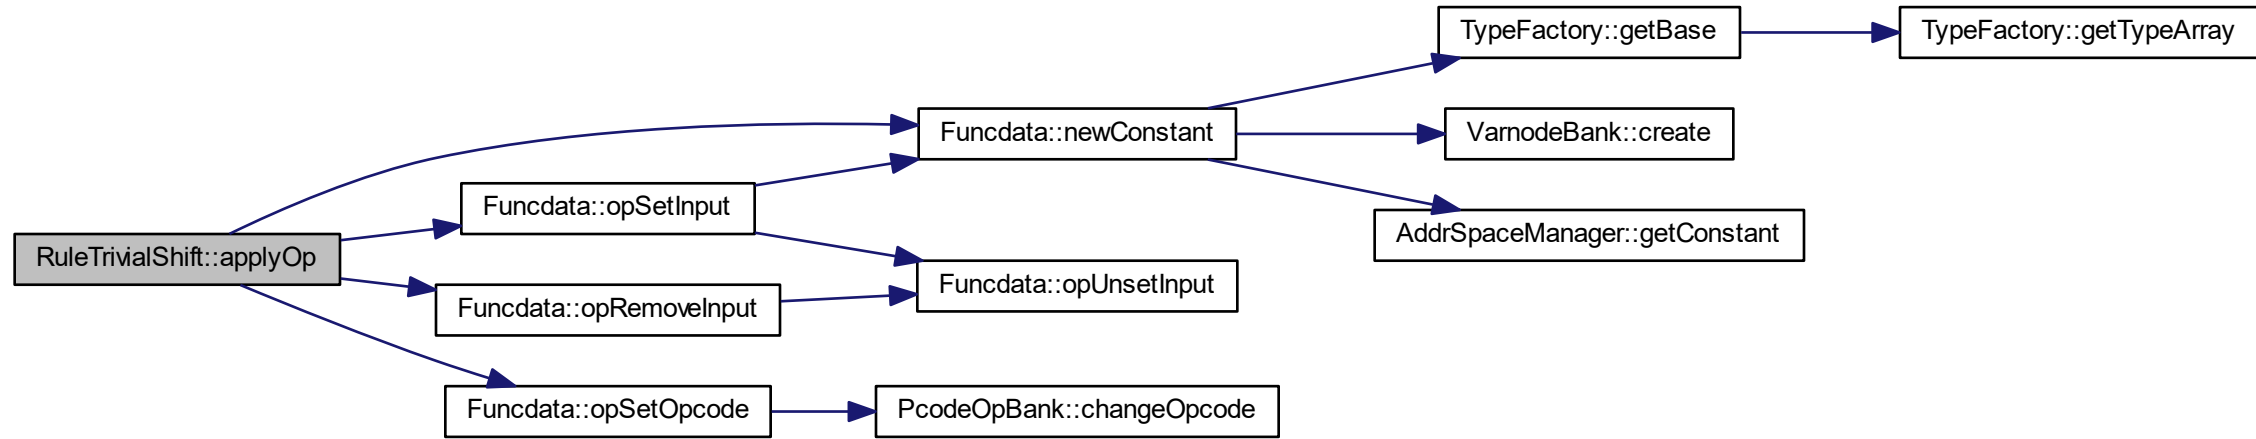 TypeFactory::getBase
TypeFactory::getTypeArray
Funcdata::newConstant
VarnodeBank::create
Funcdata::opSetInput
AddrSpaceManager::getConstant
RuleTrivialShift::applyOp
Funcdata::opUnsetInput
Funcdata::opRemoveInput
Funcdata::opSetOpcode
PcodeOpBank::changeOpcode